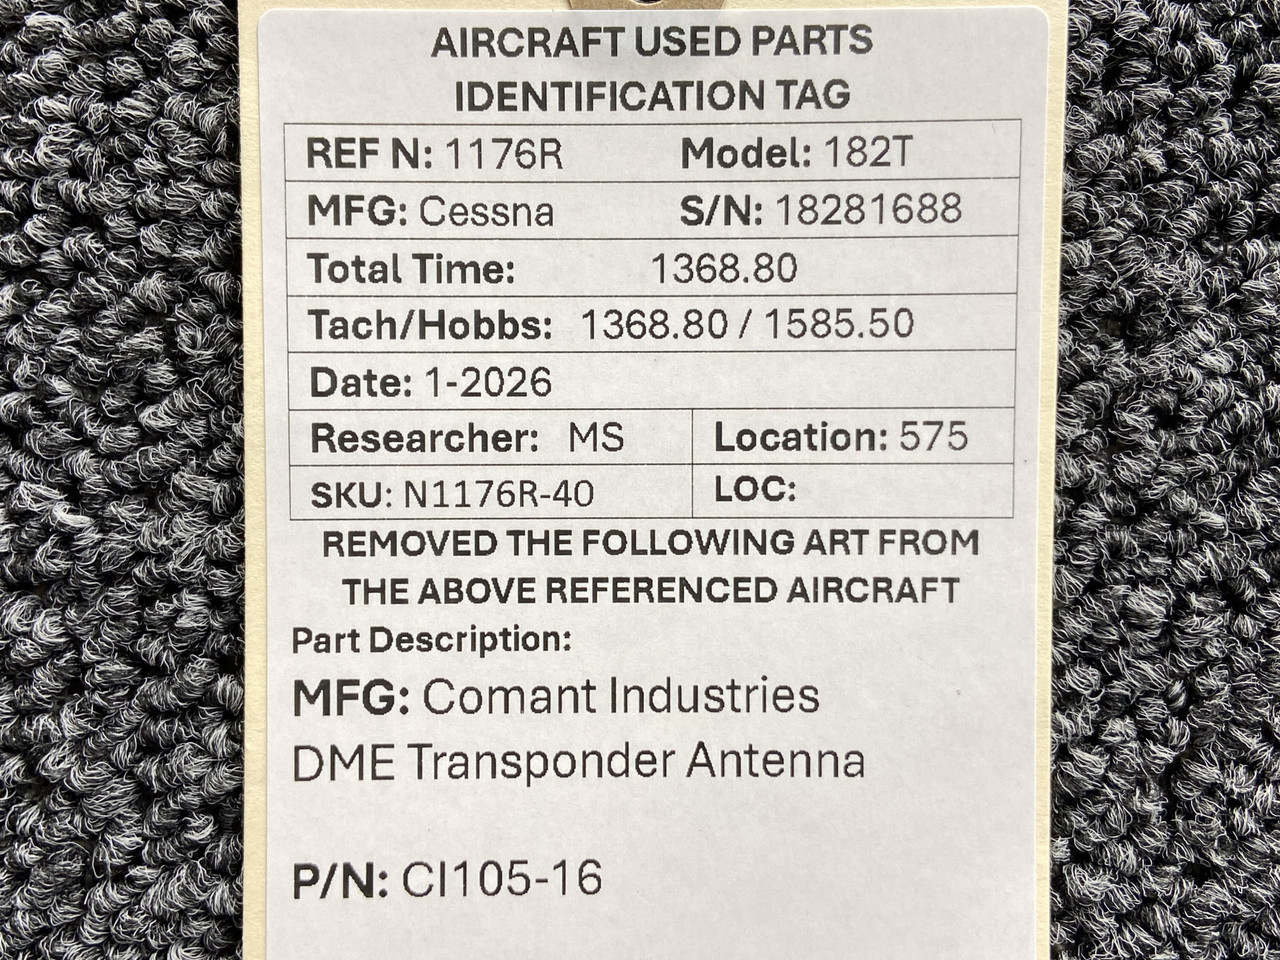 AIRCRAFT USED PARTS
IDENTIFICATION TAG
REF N: 1176R Model: 182T
MFG: Cessna S/N: 18281688
Total Time: 1368.80
Tach/Hobbs: 1368.80 / 1585.50
Date: 1-2026
Researcher: MS Location: 575
SKU: N1176R-40 LOC:
REMOVED THE FOLLOWING ART FROM
THE ABOVE REFERENCED AIRCRAFT
Part Description:
MFG: Comant Industries
DME Transponder Antenna
P/N: CI105-16